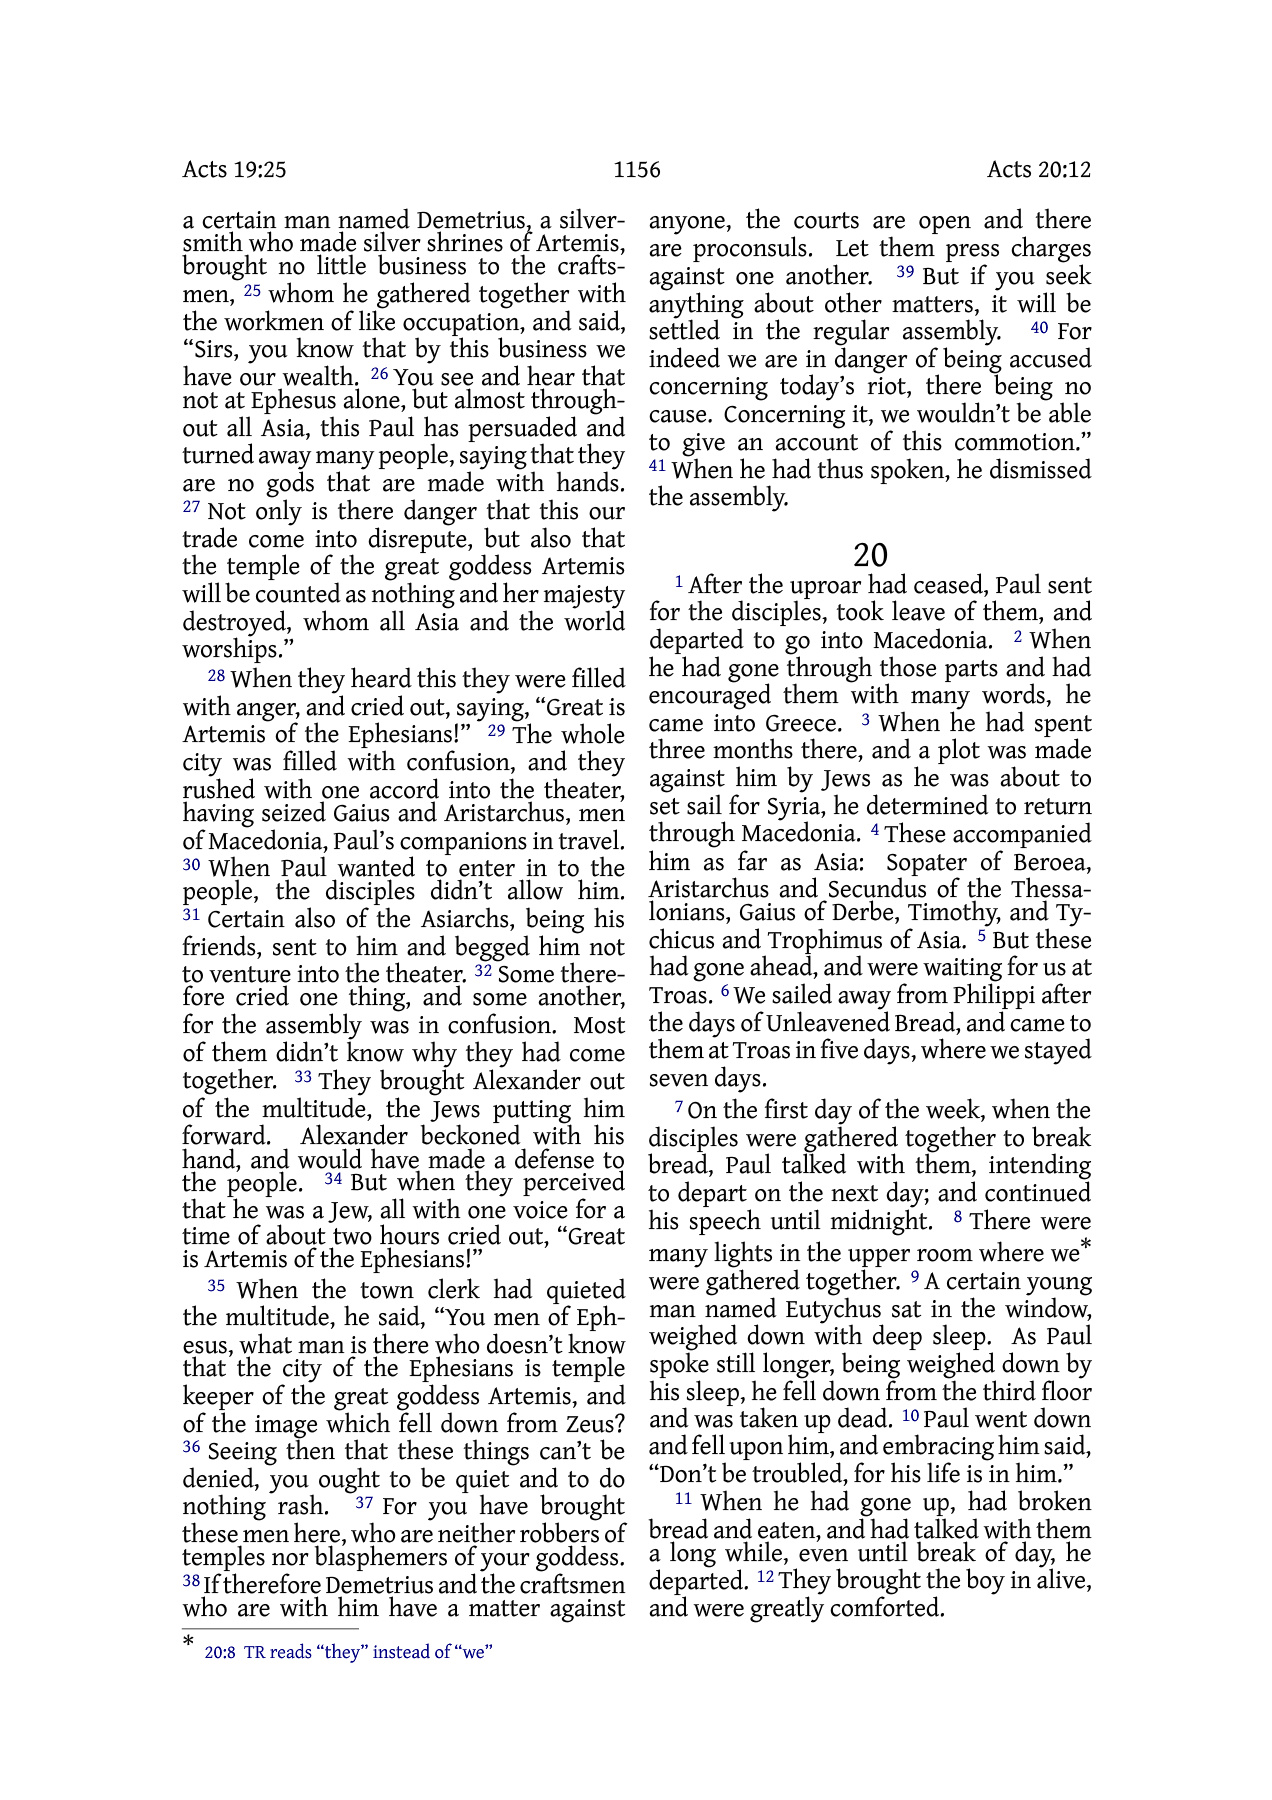 Acts 19:25 1156 Acts 20:12
a certain man named Demetrius, a silver-
smith who made silver shrines of Artemis,
brought no little business to the crafts-
men, 25 whom he gathered together with
the workmen of like occupation, and said,
“Sirs, you know that by this business we
have our wealth. 26 You see and hear that
not at Ephesus alone, but almost through-
out all Asia, this Paul has persuaded and
turned away many people, saying that they
are no gods that are made with hands.
27 Not only is there danger that this our
trade come into disrepute, but also that
the temple of the great goddess Artemis
will be counted as nothing and her majesty
destroyed, whom all Asia and the world
worships.”
28 When they heard this they were filled
with anger, and cried out, saying, “Great is
Artemis of the Ephesians!” 29 The whole
city was filled with confusion, and they
rushed with one accord into the theater,
having seized Gaius and Aristarchus, men
of Macedonia, Paul’s companions in travel.
30 When Paul wanted to enter in to the
people, the disciples didn’t allow him.
31 Certain also of the Asiarchs, being his
friends, sent to him and begged him not
to venture into the theater. 32 Some there-
fore cried one thing, and some another,
for the assembly was in confusion. Most
of them didn’t know why they had come
together. 33 They brought Alexander out
of the multitude, the Jews putting him
forward. Alexander beckoned with his
hand, and would have made a defense to
the people. 34 But when they perceived
that he was a Jew, all with one voice for a
time of about two hours cried out, “Great
is Artemis of the Ephesians!”
35 When the town clerk had quieted
the multitude, he said, “You men of Eph-
esus, what man is there who doesn’t know
that the city of the Ephesians is temple
keeper of the great goddess Artemis, and
of the image which fell down from Zeus?
36 Seeing then that these things can’t be
denied, you ought to be quiet and to do
nothing rash. 37 For you have brought
these men here, who are neither robbers of
temples nor blasphemers of your goddess.
38 If therefore Demetrius and the craftsmen
who are with him have a matter against
anyone, the courts are open and there
are proconsuls. Let them press charges
against one another. 39 But if you seek
anything about other matters, it will be
settled in the regular assembly. 40 For
indeed we are in danger of being accused
concerning today’s riot, there being no
cause. Concerning it, we wouldn’t be able
to give an account of this commotion.”
41 When he had thus spoken, he dismissed
the assembly.
20
1 After the uproar had ceased, Paul sent
for the disciples, took leave of them, and
departed to go into Macedonia. 2 When
he had gone through those parts and had
encouraged them with many words, he
came into Greece. 3 When he had spent
three months there, and a plot was made
against him by Jews as he was about to
set sail for Syria, he determined to return
through Macedonia. 4 These accompanied
him as far as Asia: Sopater of Beroea,
Aristarchus and Secundus of the Thessa-
lonians, Gaius of Derbe, Timothy, and Ty-
chicus and Trophimus of Asia. 5 But these
had gone ahead, and were waiting for us at
Troas. 6 We sailed away from Philippi after
the days of Unleavened Bread, and came to
them at Troas in five days, where we stayed
seven days.
7 On the first day of the week, when the
disciples were gathered together to break
bread, Paul talked with them, intending
to depart on the next day; and continued
his speech until midnight. 8 There were
many lights in the upper room where we*
were gathered together. 9 A certain young
man named Eutychus sat in the window,
weighed down with deep sleep. As Paul
spoke still longer, being weighed down by
his sleep, he fell down from the third floor
and was taken up dead. 10 Paul went down
and fell upon him, and embracing him said,
“Don’t be troubled, for his life is in him.”
11 When he had gone up, had broken
bread and eaten, and had talked with them
a long while, even until break of day, he
departed. 12 They brought the boy in alive,
and were greatly comforted.
* 20:8 TR reads “they” instead of “we”